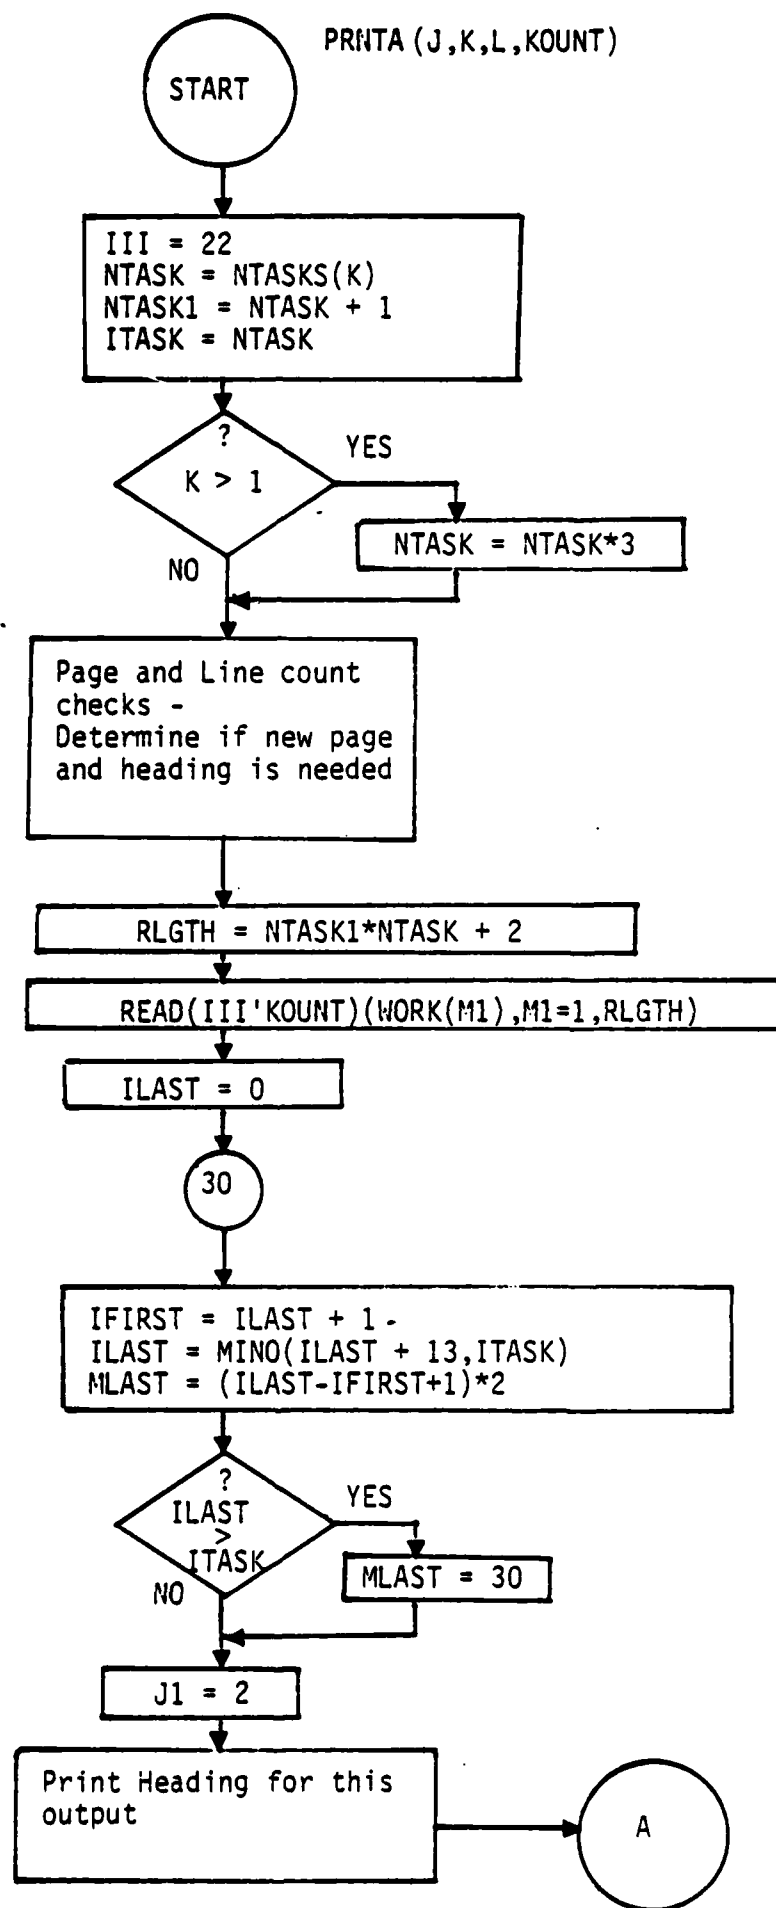 PRNTA (J,K,L,KOUNT)
START
III = 22
NTASK = NTASKS(K)
NTASK1 = NTASK + 1
ITASK = NTASK
?
K > 1
YES
NTASK = NTASK*3
NO
Page and Line count
checks -
Determine if new page
and heading is needed
RLGTH = NTASK1*NTASK + 2
READ(III'KOUNT)(WORK(M1),M1=1,RLGTH)
ILAST = 0
30
IFIRST = ILAST + 1 -
ILAST = MINO(ILAST + 13,ITASK)
MLAST = (ILAST-IFIRST+1)*2
?
ILAST
>
ITASK
YES
MLAST = 30
NO
J1 = 2
Print Heading for this
output
A